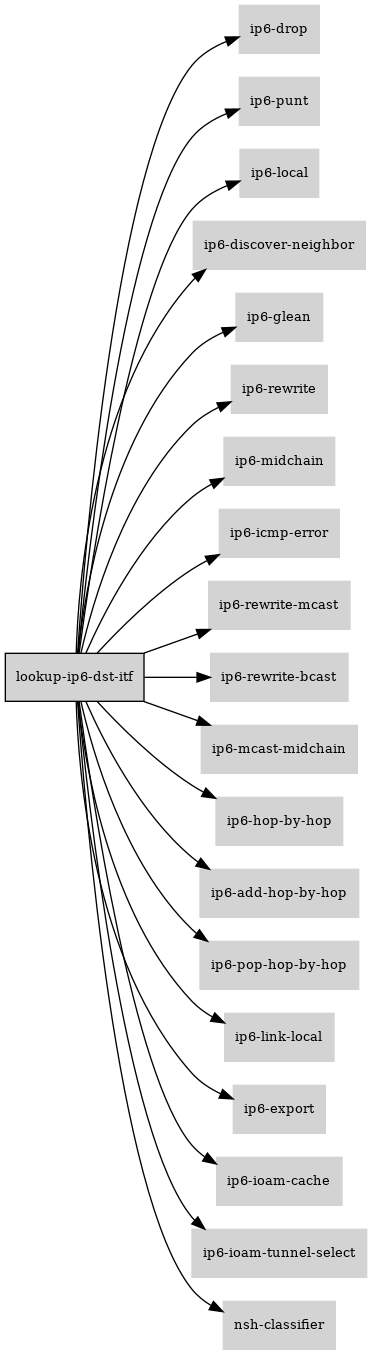 ip6-drop
ip6-punt
ip6-local
ip6-discover-neighbor
ip6-glean
ip6-rewrite
ip6-midchain
ip6-icmp-error
ip6-rewrite-mcast
lookup-ip6-dst-itf
ip6-rewrite-bcast
ip6-mcast-midchain
ip6-hop-by-hop
ip6-add-hop-by-hop
ip6-pop-hop-by-hop
ip6-link-local
ip6-export
ip6-ioam-cache
ip6-ioam-tunnel-select
nsh-classifier